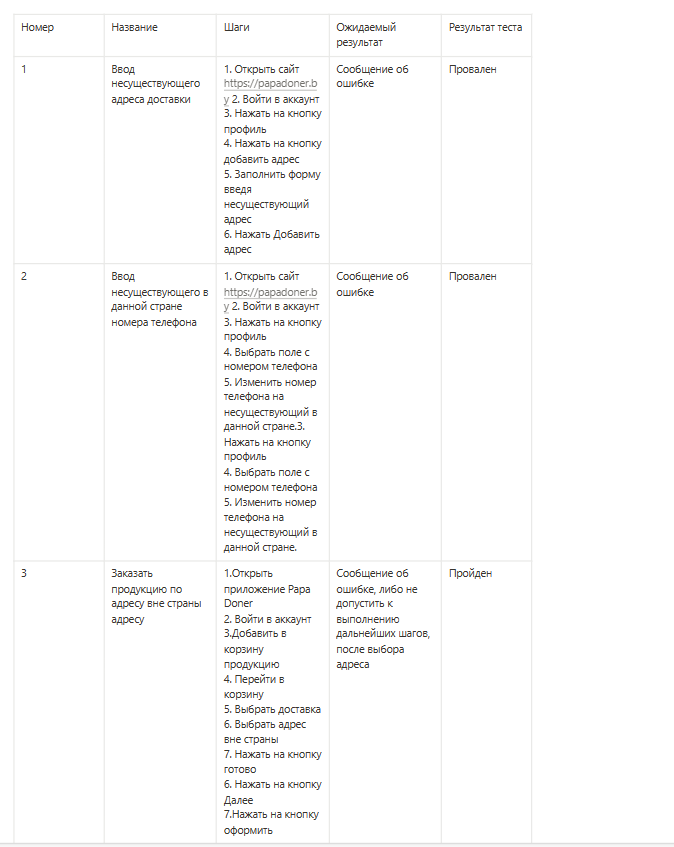 Номер
Название
Шаги
Ожидаемый
результат
Результат теста
1
Ввод
несуществующего
адреса доставки
1. Открыть сайт
https://papadoner.b
y 2. Войти в аккаунт
3. Нажать на кнопку
профиль
4. Нажать на кнопку
добавить адрес
5. Заполнить форму
введя
несуществующий
адрес
6. Нажать Добавить
адрес
Сообщение об
ошибке
Провален
2
Ввод
несуществующего в
данной стране
номера телефона
1. Открыть сайт
https://papadoner.b
y 2. Войти в аккаунт
3. Нажать на кнопку
профиль
4. Выбрать поле с
номером телефона
5. Изменить номер
телефона на
несуществующий в
данной стране.3.
Нажать на кнопку
профиль
4. Выбрать поле с
номером телефона
5. Изменить номер
телефона на
несуществующий в
данной стране.
Сообщение об
ошибке
Провален
3
Заказать
продукцию по
адресу вне страны
адресу
1.Открыть
приложение Papa
Doner
2. Войти в аккаунт
3.Добавить в
корзину
продукцию
4. Перейти в
корзину
5. Выбрать доставка
6. Выбрать адрес
вне страны
7. Нажать на кнопку
готово
6. Нажать на кнопку
Далее
7.Нажать на кнопку
оформить
Сообщение об
ошибке, либо не
допустить к
выполнению
дальнейших шагов,
после выбора
адреса
Пройден